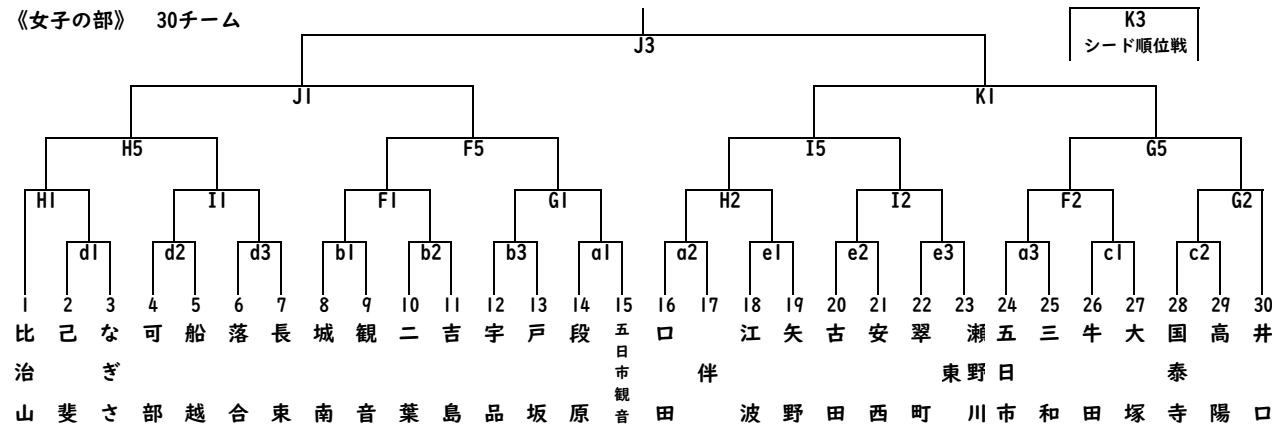 《女子の部》 30チーム
K3
シード順位戦
J3
J1
K1
H5
F5
I5
G5
H1
I1
F1
G1
H2
I2
F2
G2
d1
d2
d3
b1
b2
b3
a1
a2
e1
e2
e3
a3
c1
c2
1 比治山
2 己斐
3 なぎさ
4 可部
5 船越
6 落合
7 長束
8 城南
9 観音
10 二葉
11 吉島
12 宇品
13 戸坂
14 段原
15 五日市観音
16 口田
17 伴
18 江波
19 矢野
20 古田
21 安西
22 翠町
23 瀬野川東
24 五日市
25 三和
26 牛田
27 大塚
28 国泰寺
29 高陽
30 井口